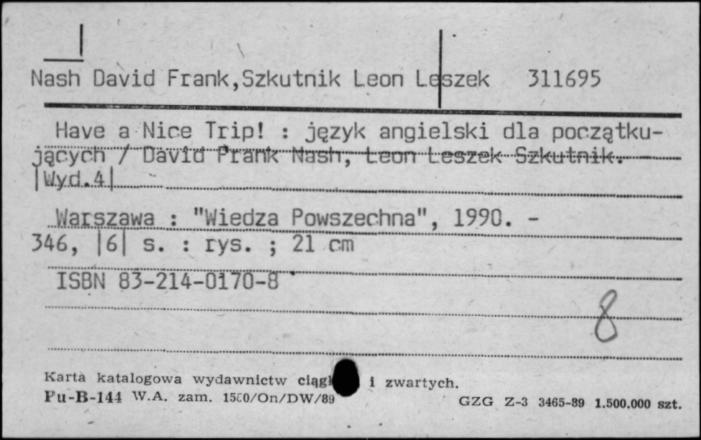 Nash David Frank,Szkutnik Leon Leszek 311695
Have a Nice Trip! : język angielski dla początku-
jących / David Frank Nash, Leon Leszek Szkutnik. -
|Wyd.4|
Warszawa : "Wiedza Powszechna", 1990. -
346, |6| s. : rys. ; 21 cm
ISBN 83-214-0170-8
8
Karta katalogowa wydawnictw i zwartych.
Pu-B-144 W.A. zam. 1500/On/DW/89 GZG Z-3 3465-89 1.500.000 szt.